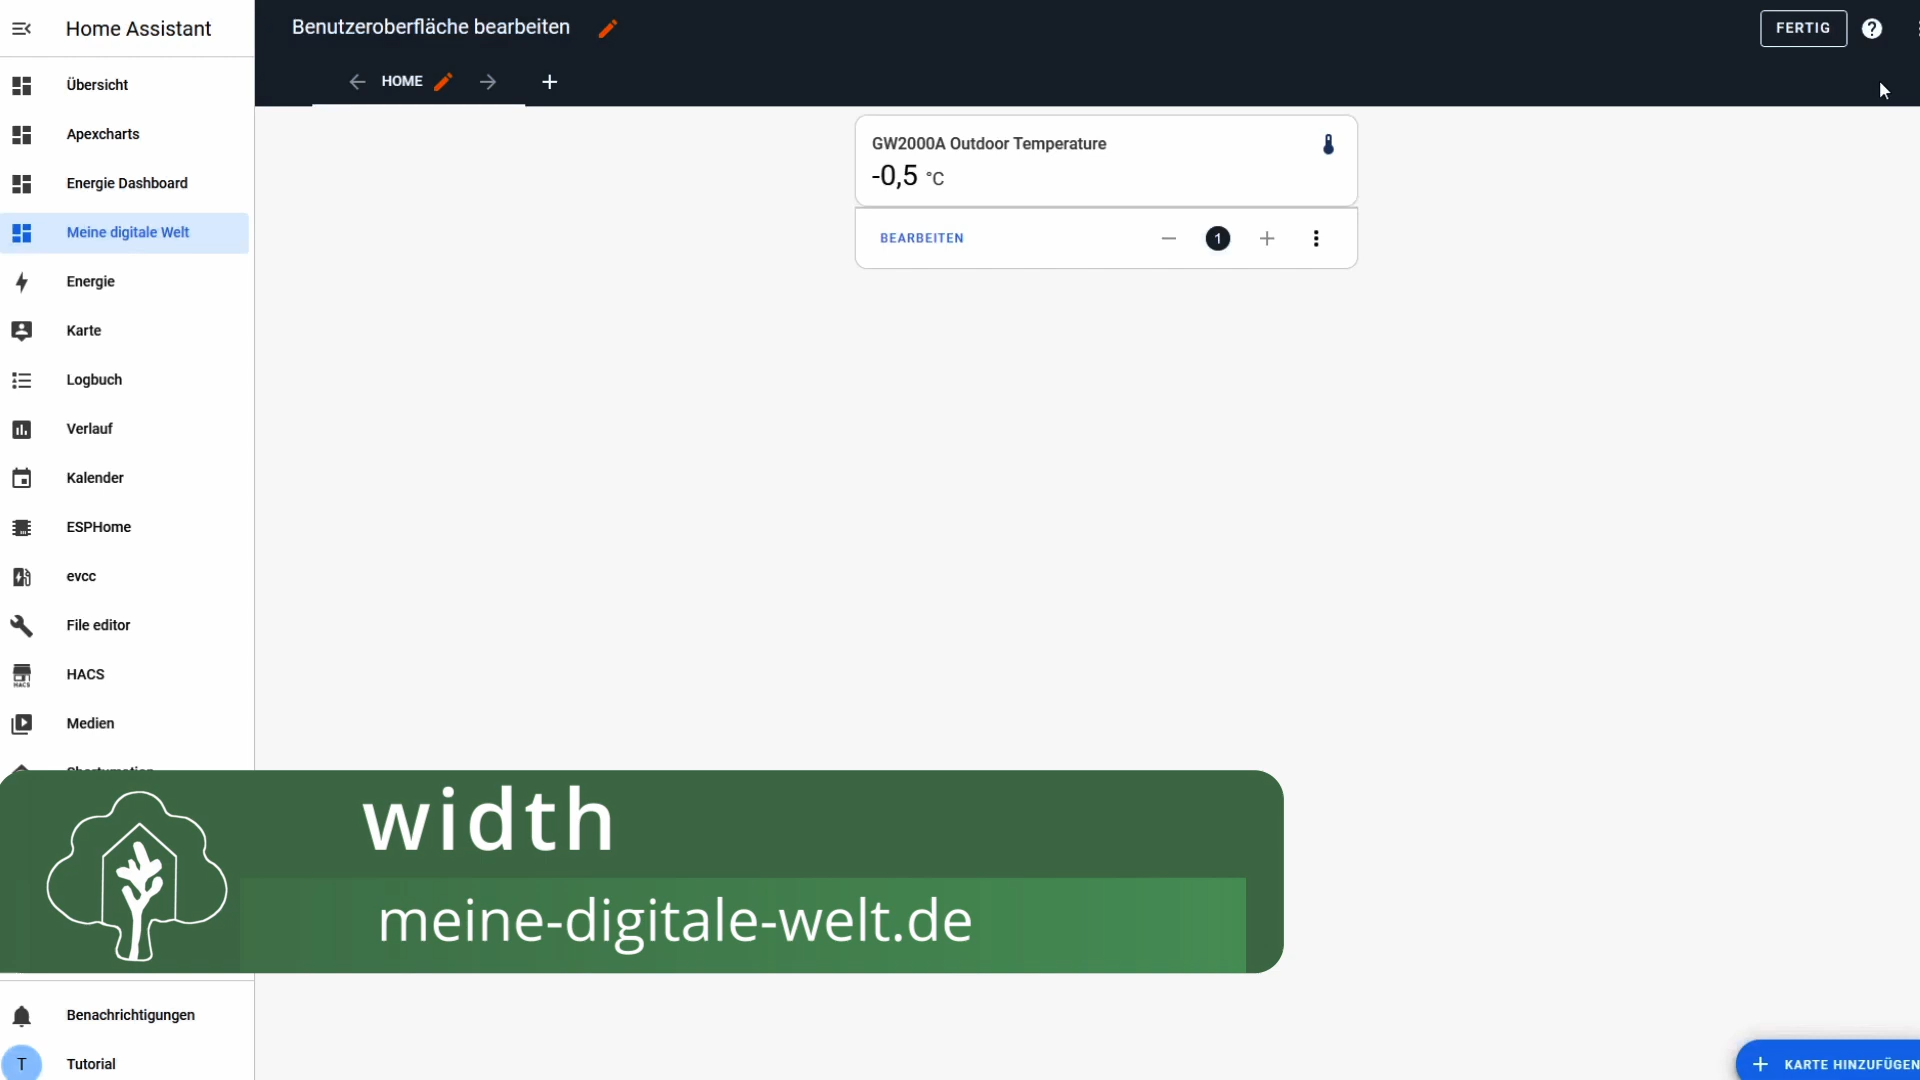 Home Assistant
Benutzeroberfläche bearbeiten
FERTIG
HOME
Übersicht
Apexcharts
Energie Dashboard
Meine digitale Welt
Energie
Karte
Logbuch
Verlauf
Kalender
ESPHome
evcc
File editor
HACS
HACS
Medien
GW2000A Outdoor Temperature
-0,5 °C
BEARBEITEN
1
width
meine-digitale-welt.de
Benachrichtigungen
T
Tutorial
KARTE HINZUFÜGEN